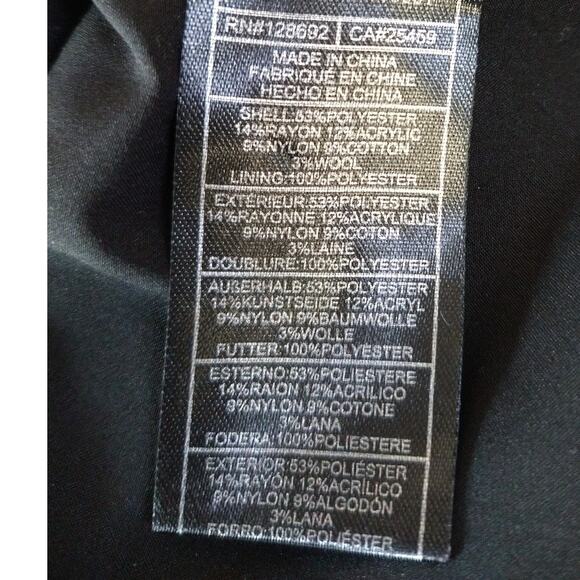 RN#128692 CA#25459
MADE IN CHINA
FABRIQUÉ EN CHINE
HECHO EN CHINA
SHELL:53%POLYESTER
14%RAYON 12%ACRYLIC
9%NYLON 9%COTTON
3%WOOL
LINING:100%POLYESTER
EXTÉRIEUR:53%POLYESTER
14%RAYONNE 12%ACRYLIQUE
9%NYLON 9%COTON
3%LAINE
DOUBLURE:100%POLYESTER
AUßERHALB:53%POLYESTER
14%KUNSTSEIDE 12%ACRYL
9%NYLON 9%BAUMWOLLE
3%WOLLE
FUTTER:100%POLYESTER
ESTERNO:53%POLIESTERE
14%RAION 12%ACRILICO
9%NYLON 9%COTONE
3%LANA
FODERA:100%POLIESTERE
EXTERIOR:53%POLIÉSTER
14%RAYÓN 12%ACRÍLICO
9%NYLON 9%ALGODÓN
3%LANA
FORRO:100%POLIÉSTER